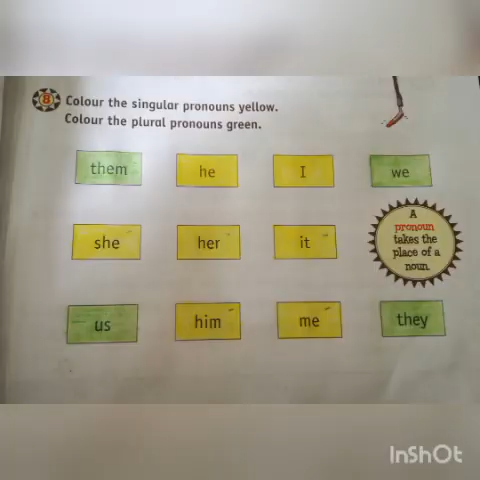 8 Colour the singular pronouns yellow.
Colour the plural pronouns green.
them he I we
she her it
A
pronoun
takes the
place of a
noun.
us him me they
InShOt